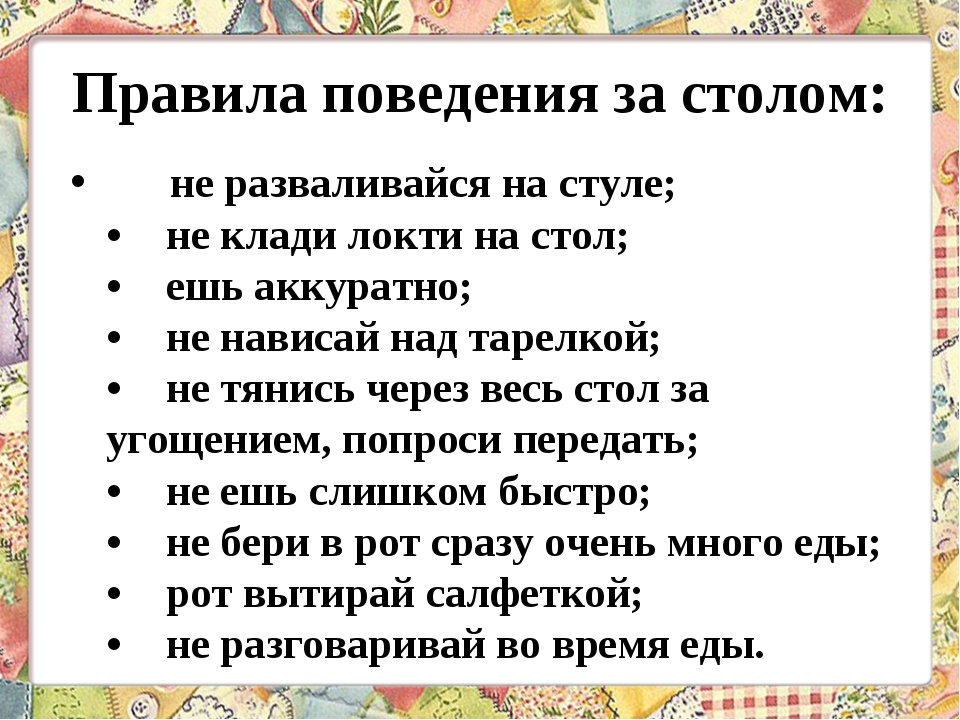 Правила поведения за столом:
• не разваливайся на стуле;
• не клади локти на стол;
• ешь аккуратно;
• не нависай над тарелкой;
• не тянись через весь стол за
угощением, попроси передать;
• не ешь слишком быстро;
• не бери в рот сразу очень много еды;
• рот вытирай салфеткой;
• не разговаривай во время еды.